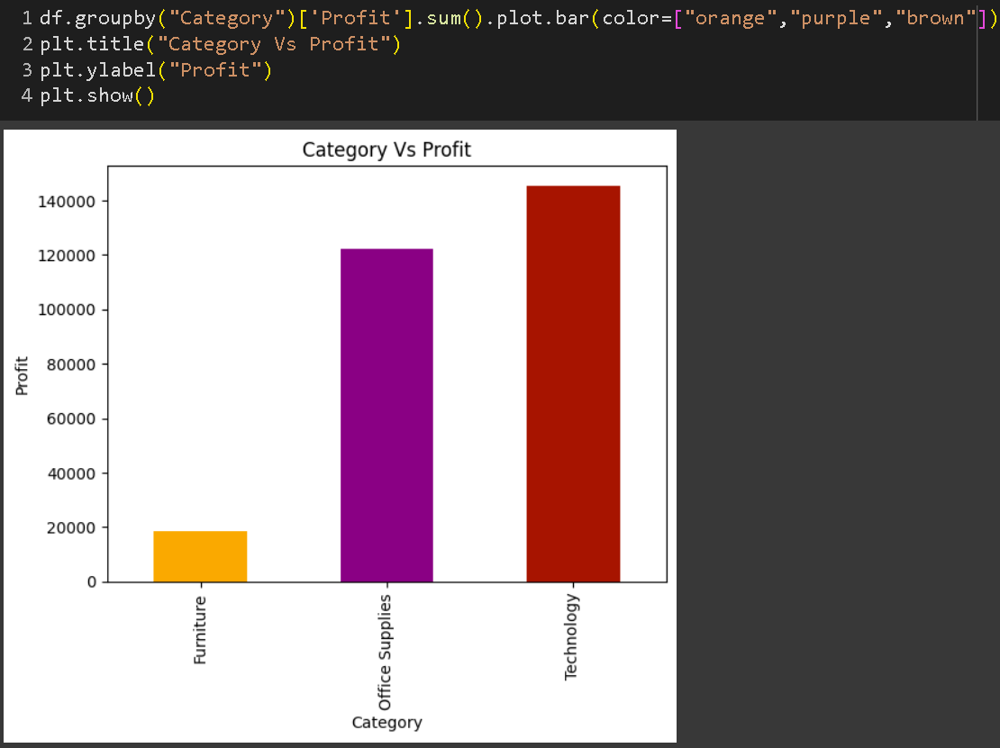 1 df.groupby("Category")['Profit'].sum().plot.bar(color=["orange","purple","brown"])
2 plt.title("Category Vs Profit")
3 plt.ylabel("Profit")
4 plt.show()
Category Vs Profit
140000
120000
100000
80000
60000
40000
20000
0
Profit
Furniture
Office Supplies
Technology
Category